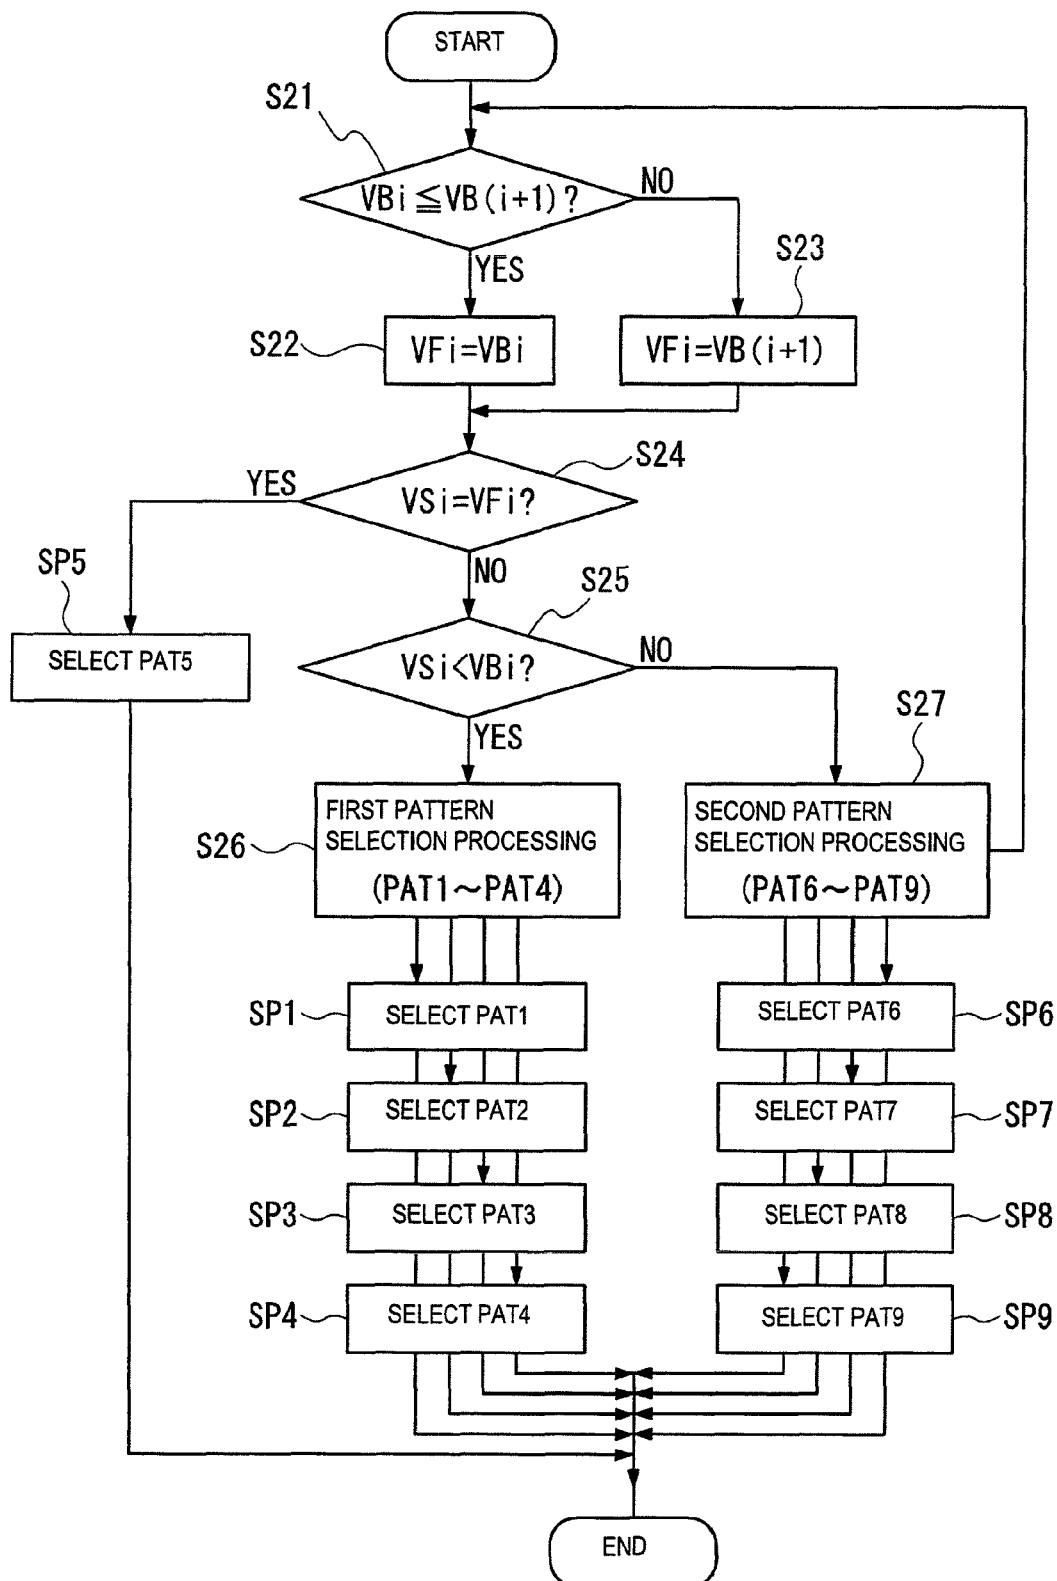 START
S21
VBi≦VB(i+1)?
NO
YES
S23
S22
VFi=VBi
VFi=VB(i+1)
S24
YES
VSi=VFi?
SP5
NO
S25
SELECT PAT5
VSi<VBi?
NO
S27
YES
FIRST PATTERN
SELECTION PROCESSING
(PAT1～PAT4)
S26
SECOND PATTERN
SELECTION PROCESSING
(PAT6～PAT9)
SP1
SELECT PAT1
SELECT PAT6
SP6
SP2
SELECT PAT2
SELECT PAT7
SP7
SP3
SELECT PAT3
SELECT PAT8
SP8
SP4
SELECT PAT4
SELECT PAT9
SP9
END